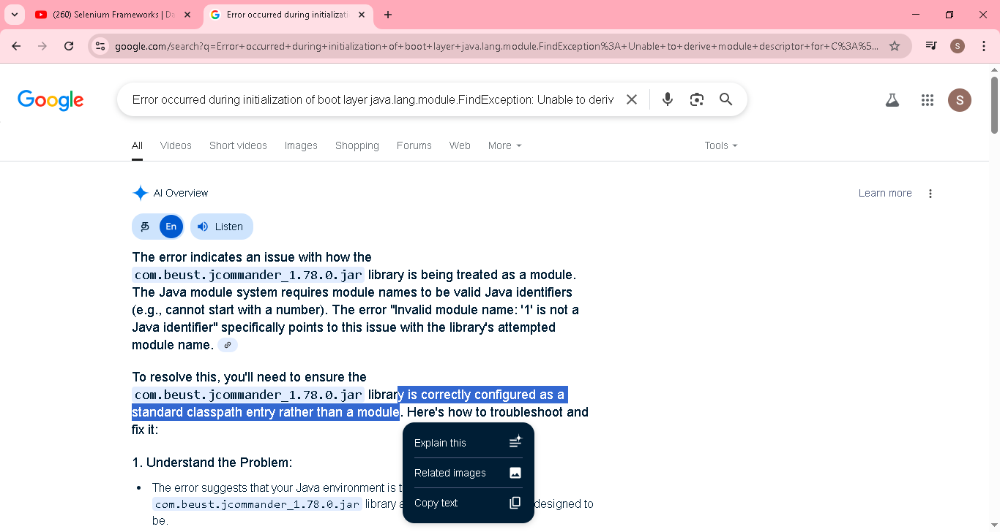 (260) Selenium Frameworks | Da
Error occurred during initializati
google.com/search?q=Error+occurred+during+initialization+of+boot+layer+java.lang.module.FindException%3A+Unable+to+derive+module+descriptor+for+C%3A%5...
S
Google
Error occurred during initialization of boot layer java.lang.module.FindException: Unable to deriv
S
All Videos Short videos Images Shopping Forums Web More Tools
AI Overview
Learn more
த En Listen
The error indicates an issue with how the
com.beust.jcommander_1.78.0.jar library is being treated as a module.
The Java module system requires module names to be valid Java identifiers
(e.g., cannot start with a number). The error "Invalid module name: '1' is not a
Java identifier" specifically points to this issue with the library's attempted
module name.
To resolve this, you'll need to ensure the
com.beust.jcommander_1.78.0.jar library is correctly configured as a
standard classpath entry rather than a module. Here's how to troubleshoot and
fix it:
1. Understand the Problem:
The error suggests that your Java environment is t
com.beust.jcommander_1.78.0.jar library a designed to
be.
Explain this
Related images
Copy text